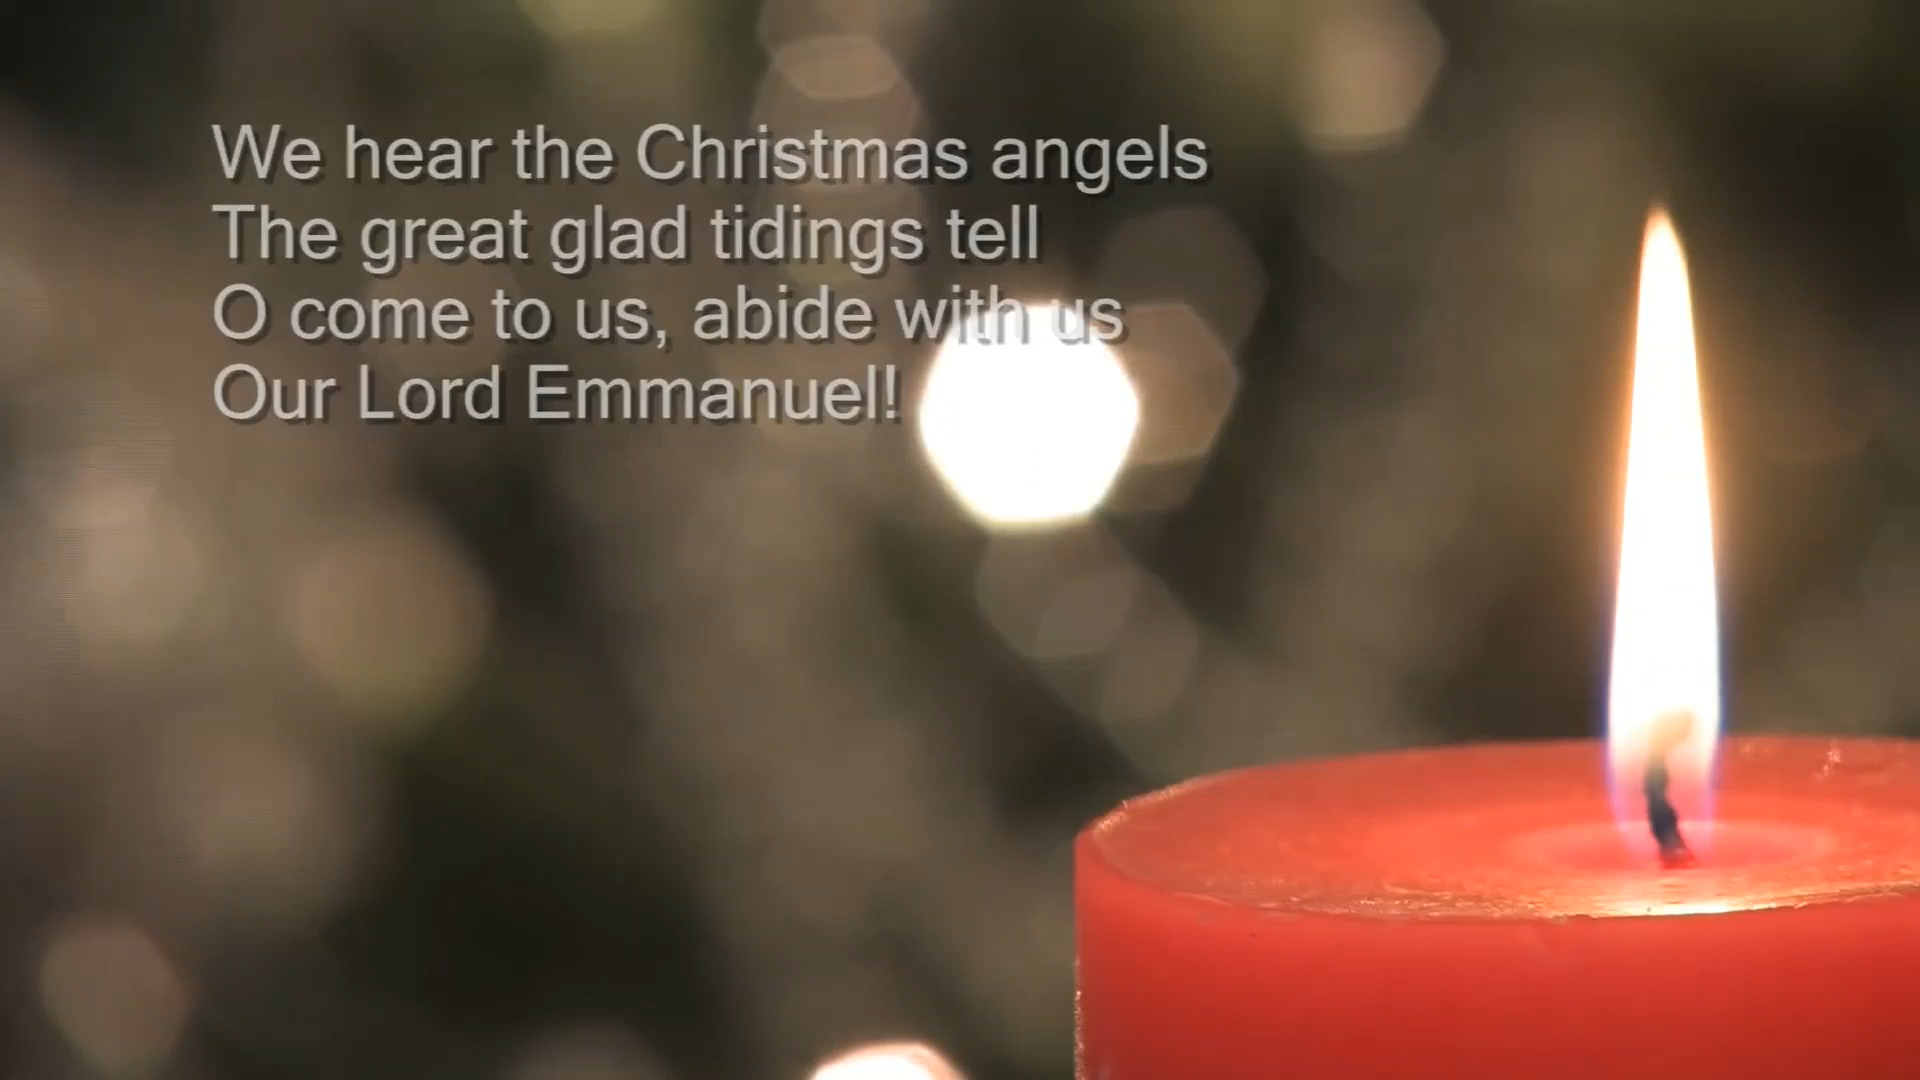 We hear the Christmas angels
The great glad tidings tell
O come to us, abide with us
Our Lord Emmanuel!